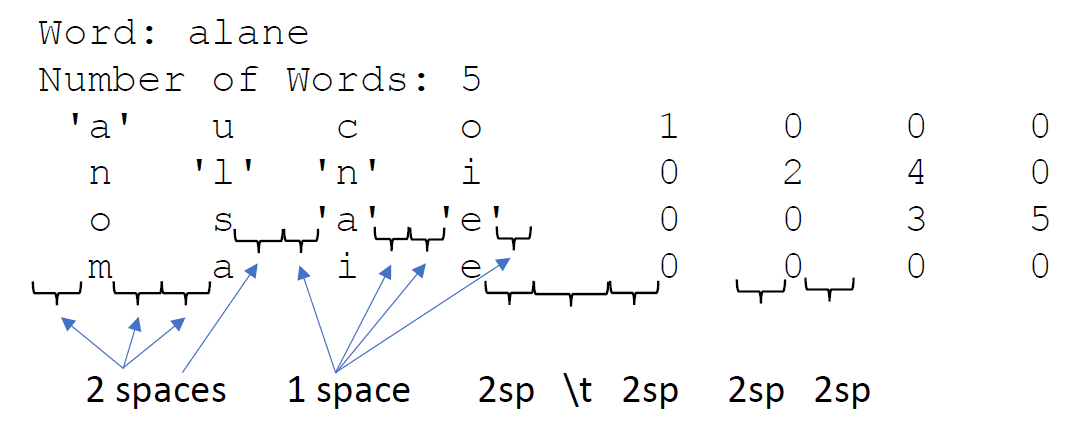 Word: alane
Number of Words: 5
'a' u c o 1 0 0 0
n 'l' 'n' i 0 2 4 0
o s 'a' 'e' 0 0 3 5
m a i e 0 0 0 0
2 spaces 1 space 2sp \t 2sp 2sp 2sp